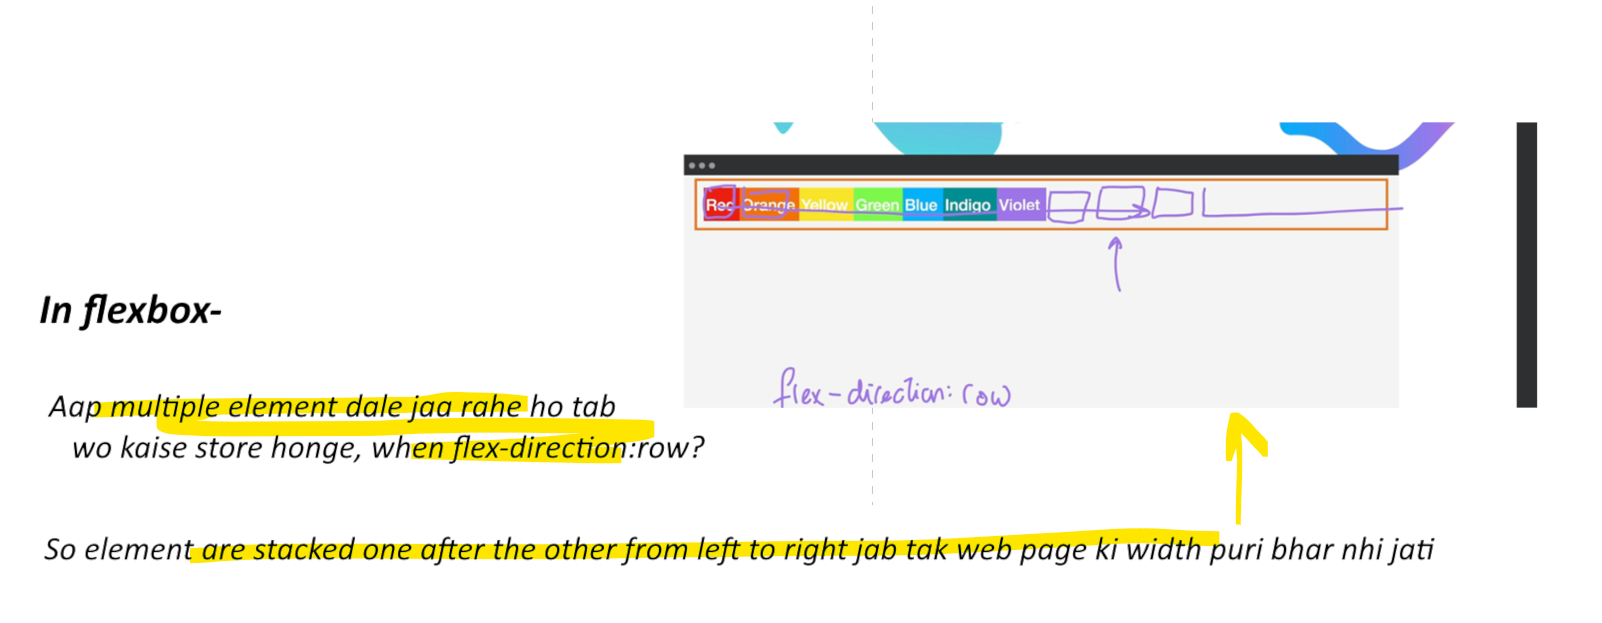 Red Orange Yellow Green Blue Indigo Violet
In flexbox-
flex-direction: row
Aap multiple element dale jaa rahe ho tab
wo kaise store honge, when flex-direction:row?
So element are stacked one after the other from left to right jab tak web page ki width puri bhar nhi jati